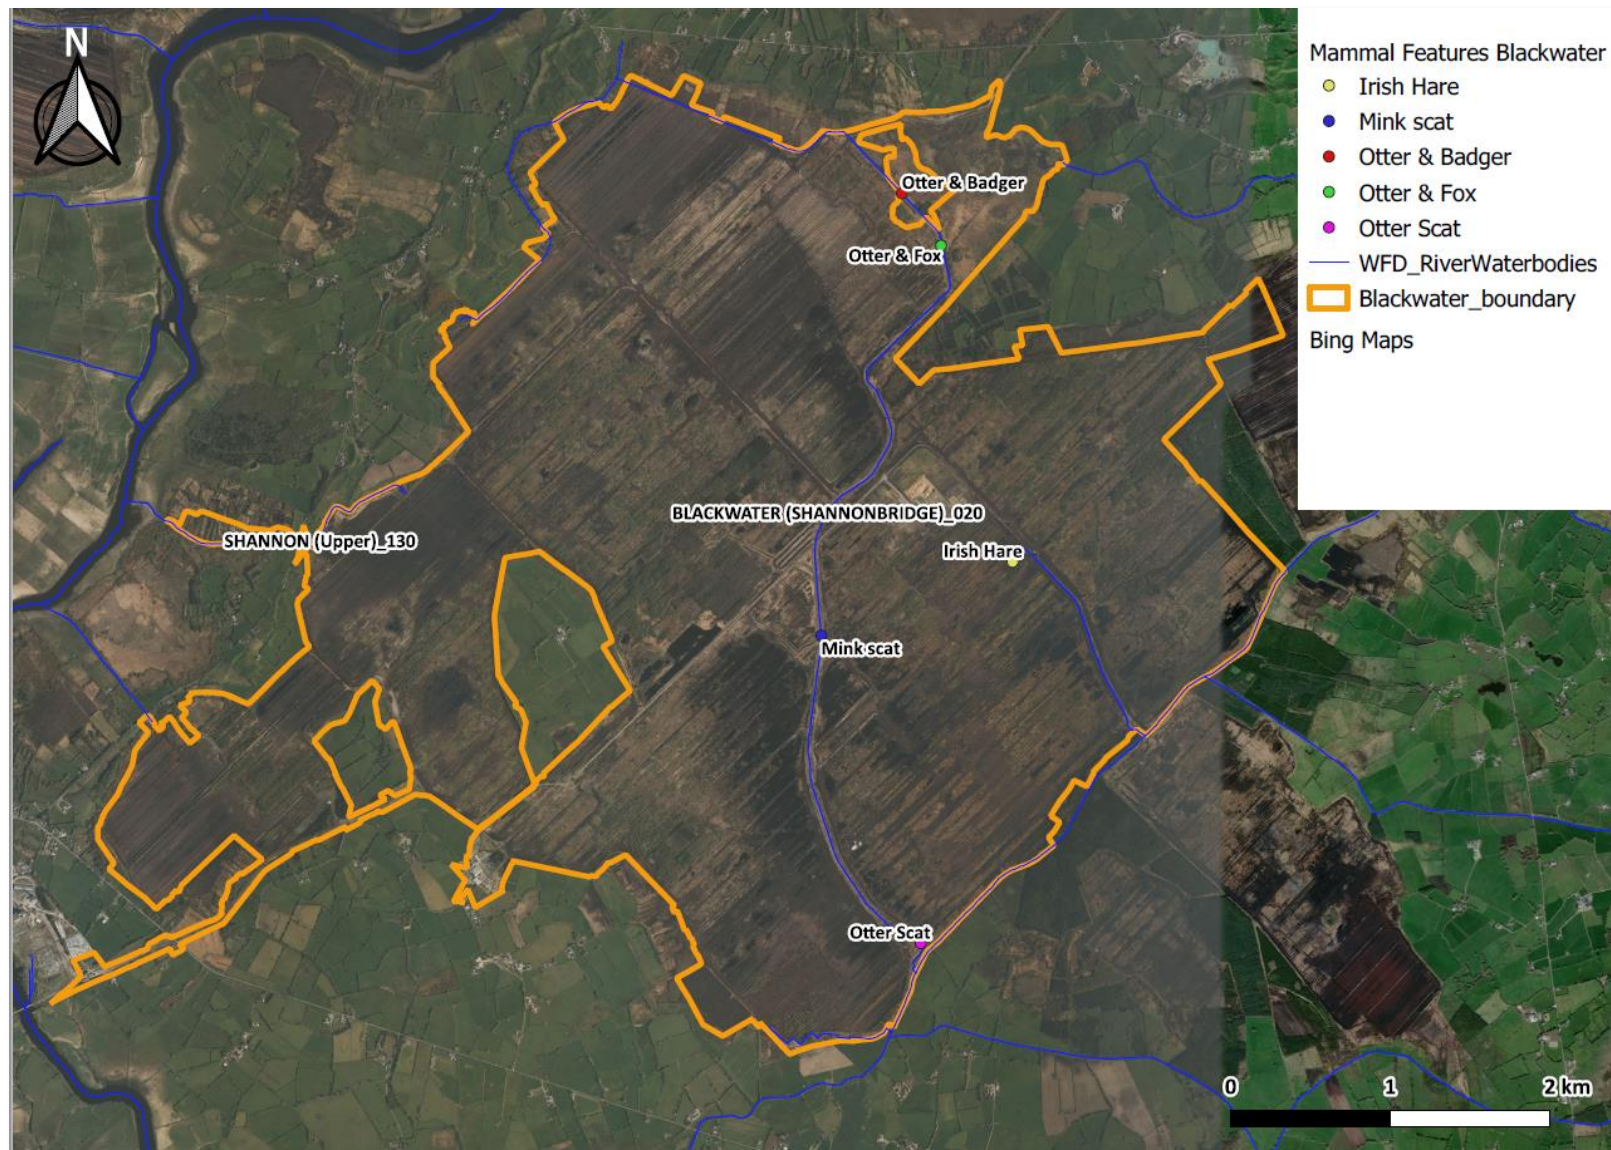 N
Mammal Features Blackwater
Irish Hare
Mink scat
Otter & Badger
Otter & Fox
Otter Scat
WFD_RiverWaterbodies
Blackwater_boundary
Bing Maps
Otter & Badger
Otter & Fox
BLACKWATER (SHANNONBRIDGE)_020
SHANNON (Upper)_130
Irish Hare
Mink scat
Otter Scat
0 1 2 km